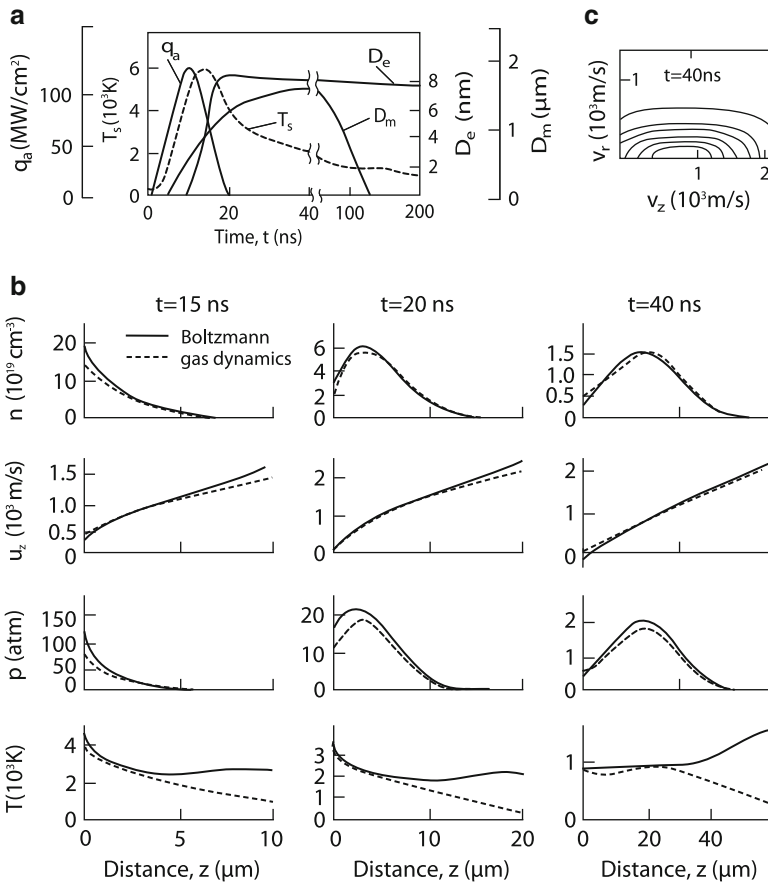 a
q_a (MW/cm²)
100
50
0
T_s (10³K)
6
4
2
0
q_a
T_s
D_e
D_m
0
20
40
100
200
Time, t (ns)
8
6
4
2
D_e (nm)
2
1
0
D_m (μm)
c
t=40ns
1
v_r (10³m/s)
1
2
v_z (10³m/s)
b
t=15 ns
t=20 ns
t=40 ns
Boltzmann
gas dynamics
n (10¹⁹ cm⁻³)
20
10
0
6
4
2
0
1.5
1.0
0.5
0
u_z (10³ m/s)
1.5
1.0
0.5
0
2
1
0
2
1
0
p (atm)
150
100
50
0
20
10
0
2
1
0
T(10³K)
4
2
0
3
2
1
0
1
0
0
5
10
0
10
20
0
20
40
Distance, z (μm)
Distance, z (μm)
Distance, z (μm)